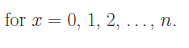 for x = 0, 1, 2, ..., n.